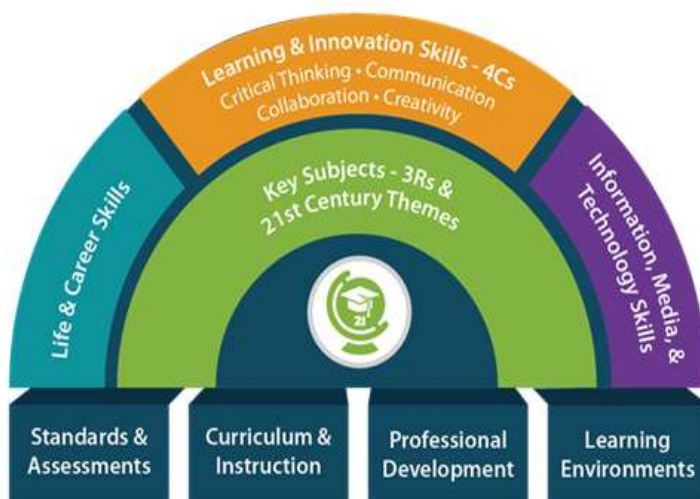 Learning & Innovation Skills - 4Cs
Critical Thinking • Communication
Collaboration • Creativity
Life & Career Skills
Key Subjects - 3Rs &
21st Century Themes
Information, Media, &
Technology Skills
21
Standards &
Assessments
Curriculum &
Instruction
Professional
Development
Learning
Environments